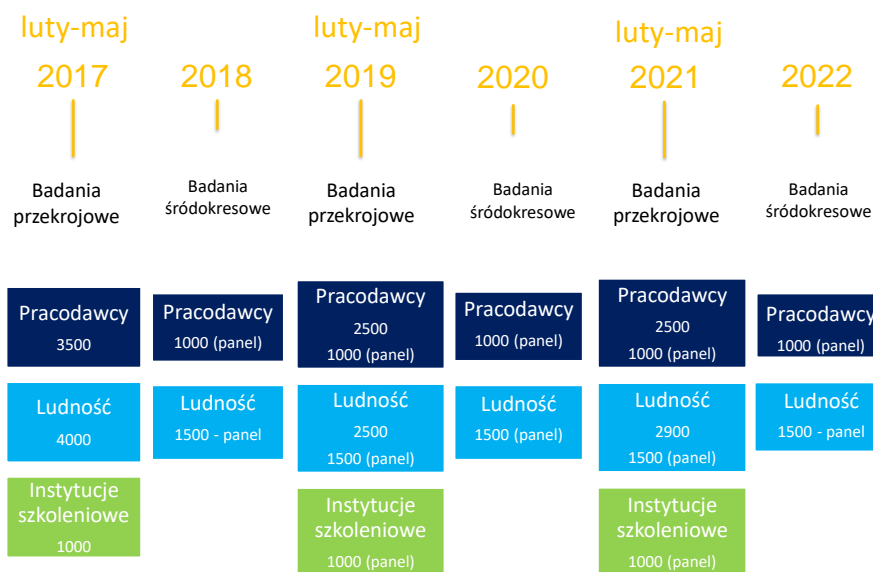 luty-maj
2017
2018
luty-maj
2019
2020
luty-maj
2021
2022
Badania
przekrojowe
Badania
śródokresowe
Badania
przekrojowe
Badania
śródokresowe
Badania
przekrojowe
Badania
śródokresowe
Pracodawcy
3500
Pracodawcy
1000 (panel)
Pracodawcy
2500
1000 (panel)
Pracodawcy
1000 (panel)
Pracodawcy
2500
1000 (panel)
Pracodawcy
1000 (panel)
Ludność
4000
Ludność
1500 - panel
Ludność
2500
1500 (panel)
Ludność
1500 (panel)
Ludność
2900
1500 (panel)
Ludność
1500 - panel
Instytucje
szkoleniowe
1000
Instytucje
szkoleniowe
1000 (panel)
Instytucje
szkoleniowe
1000 (panel)